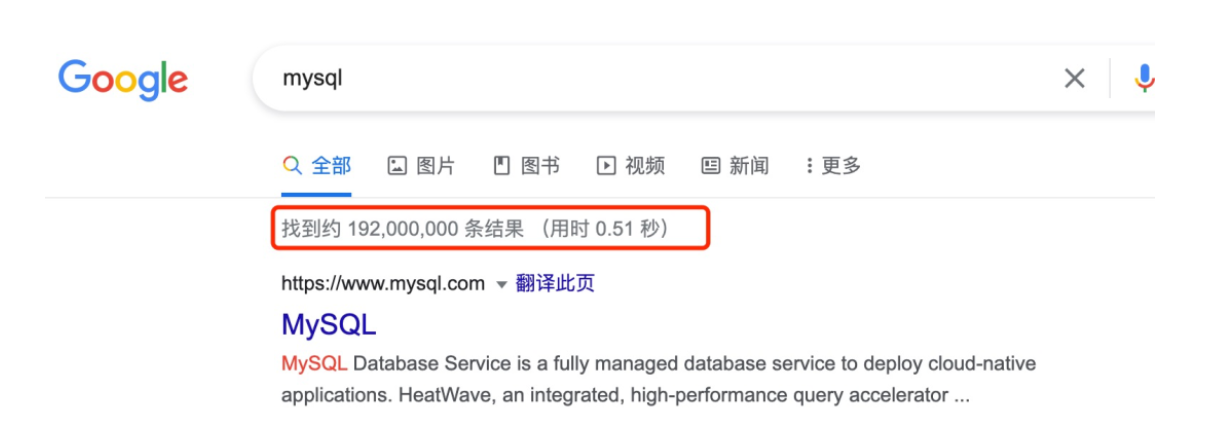 Google
mysql
全部 图片 图书 视频 新闻 更多
找到约 192,000,000 条结果 （用时 0.51 秒）
https://www.mysql.com 翻译此页
MySQL
MySQL Database Service is a fully managed database service to deploy cloud-native
applications. HeatWave, an integrated, high-performance query accelerator ...